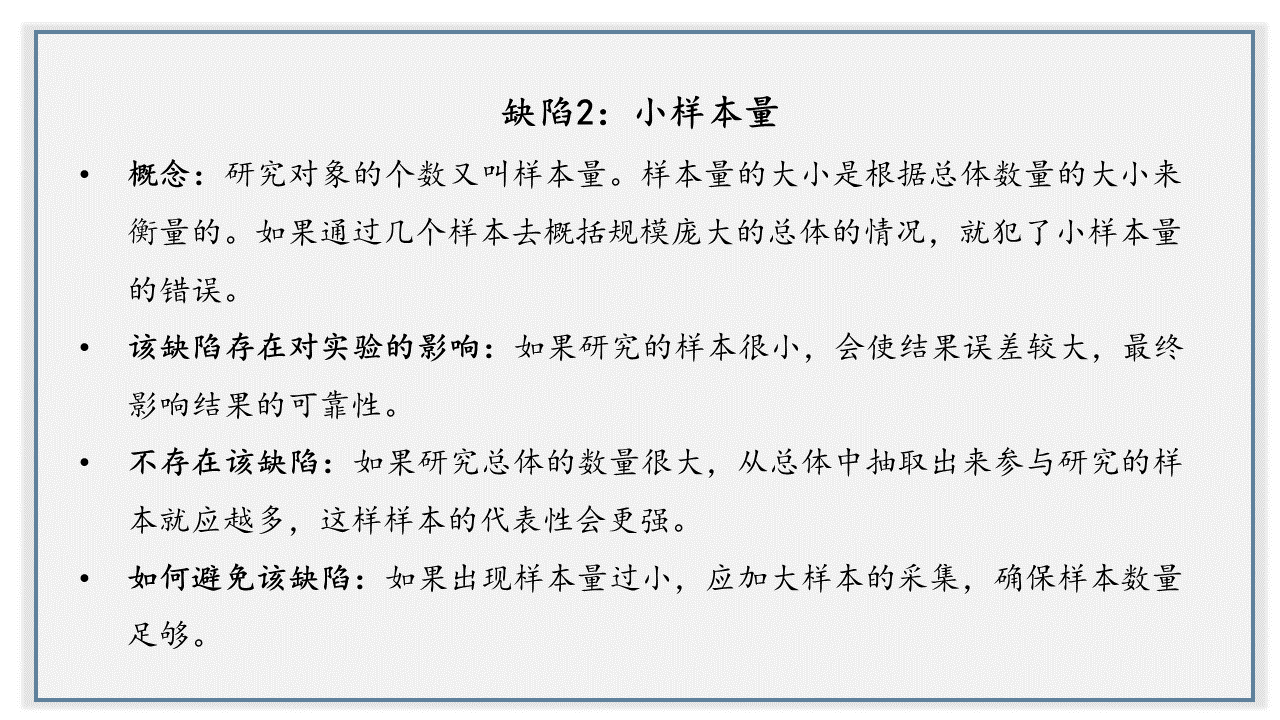 缺陷2：小样本量
• 概念：研究对象的个数又叫样本量。样本量的大小是根据总体数量的大小来
衡量的。如果通过几个样本去概括规模庞大的总体的情况，就犯了小样本量
的错误。
• 该缺陷存在对实验的影响：如果研究的样本很小，会使结果误差较大，最终
影响结果的可靠性。
• 不存在该缺陷：如果研究总体的数量很大，从总体中抽取出来参与研究的样
本就应越多，这样样本的代表性会更强。
• 如何避免该缺陷：如果出现样本量过小，应加大样本的采集，确保样本数量
足够。